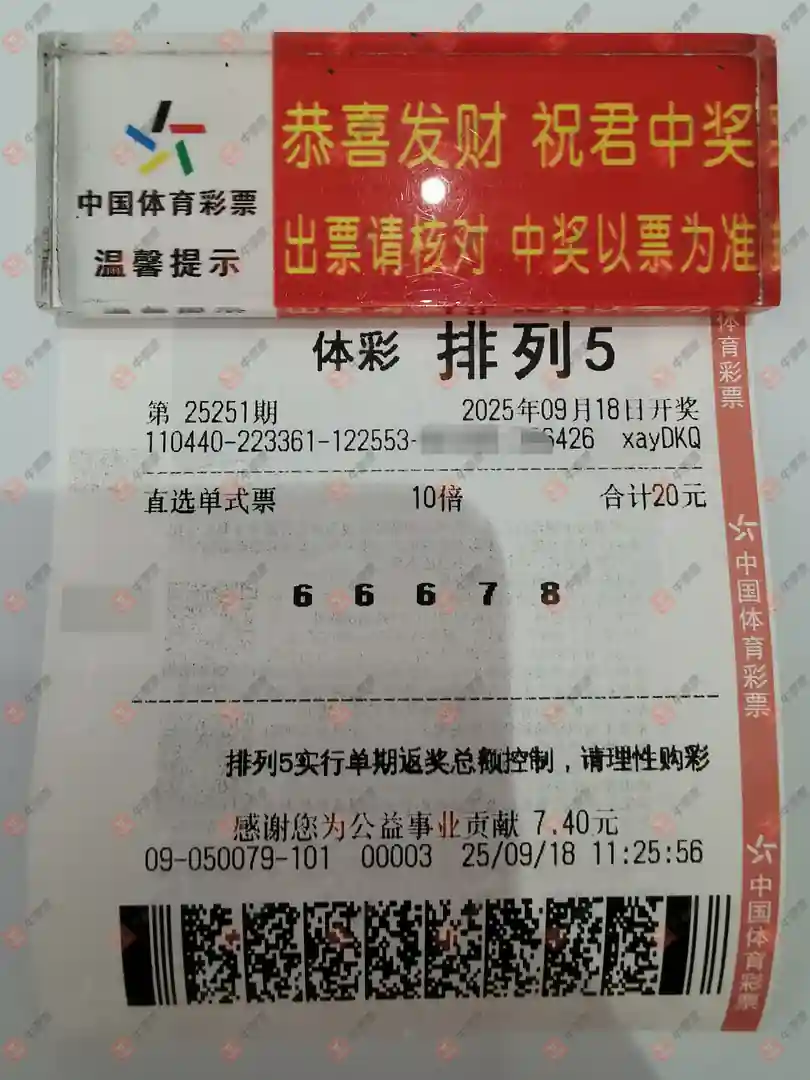 中国体育彩票
温馨提示
恭喜发财 祝君中奖
出票请核对 中奖以票为准
体彩 排列5
第 25251期 2025年09月18日开奖
110440-223361-122553- 6426 xayDKQ
直选单式票 10倍 合计20元
6 6 6 7 8
排列5实行单期返奖总额控制，请理性购彩
感谢您为公益事业贡献 7.40元
09-050079-101 00003 25/09/18 11:25:56
体育彩票
中国体育彩票
中国体育彩票